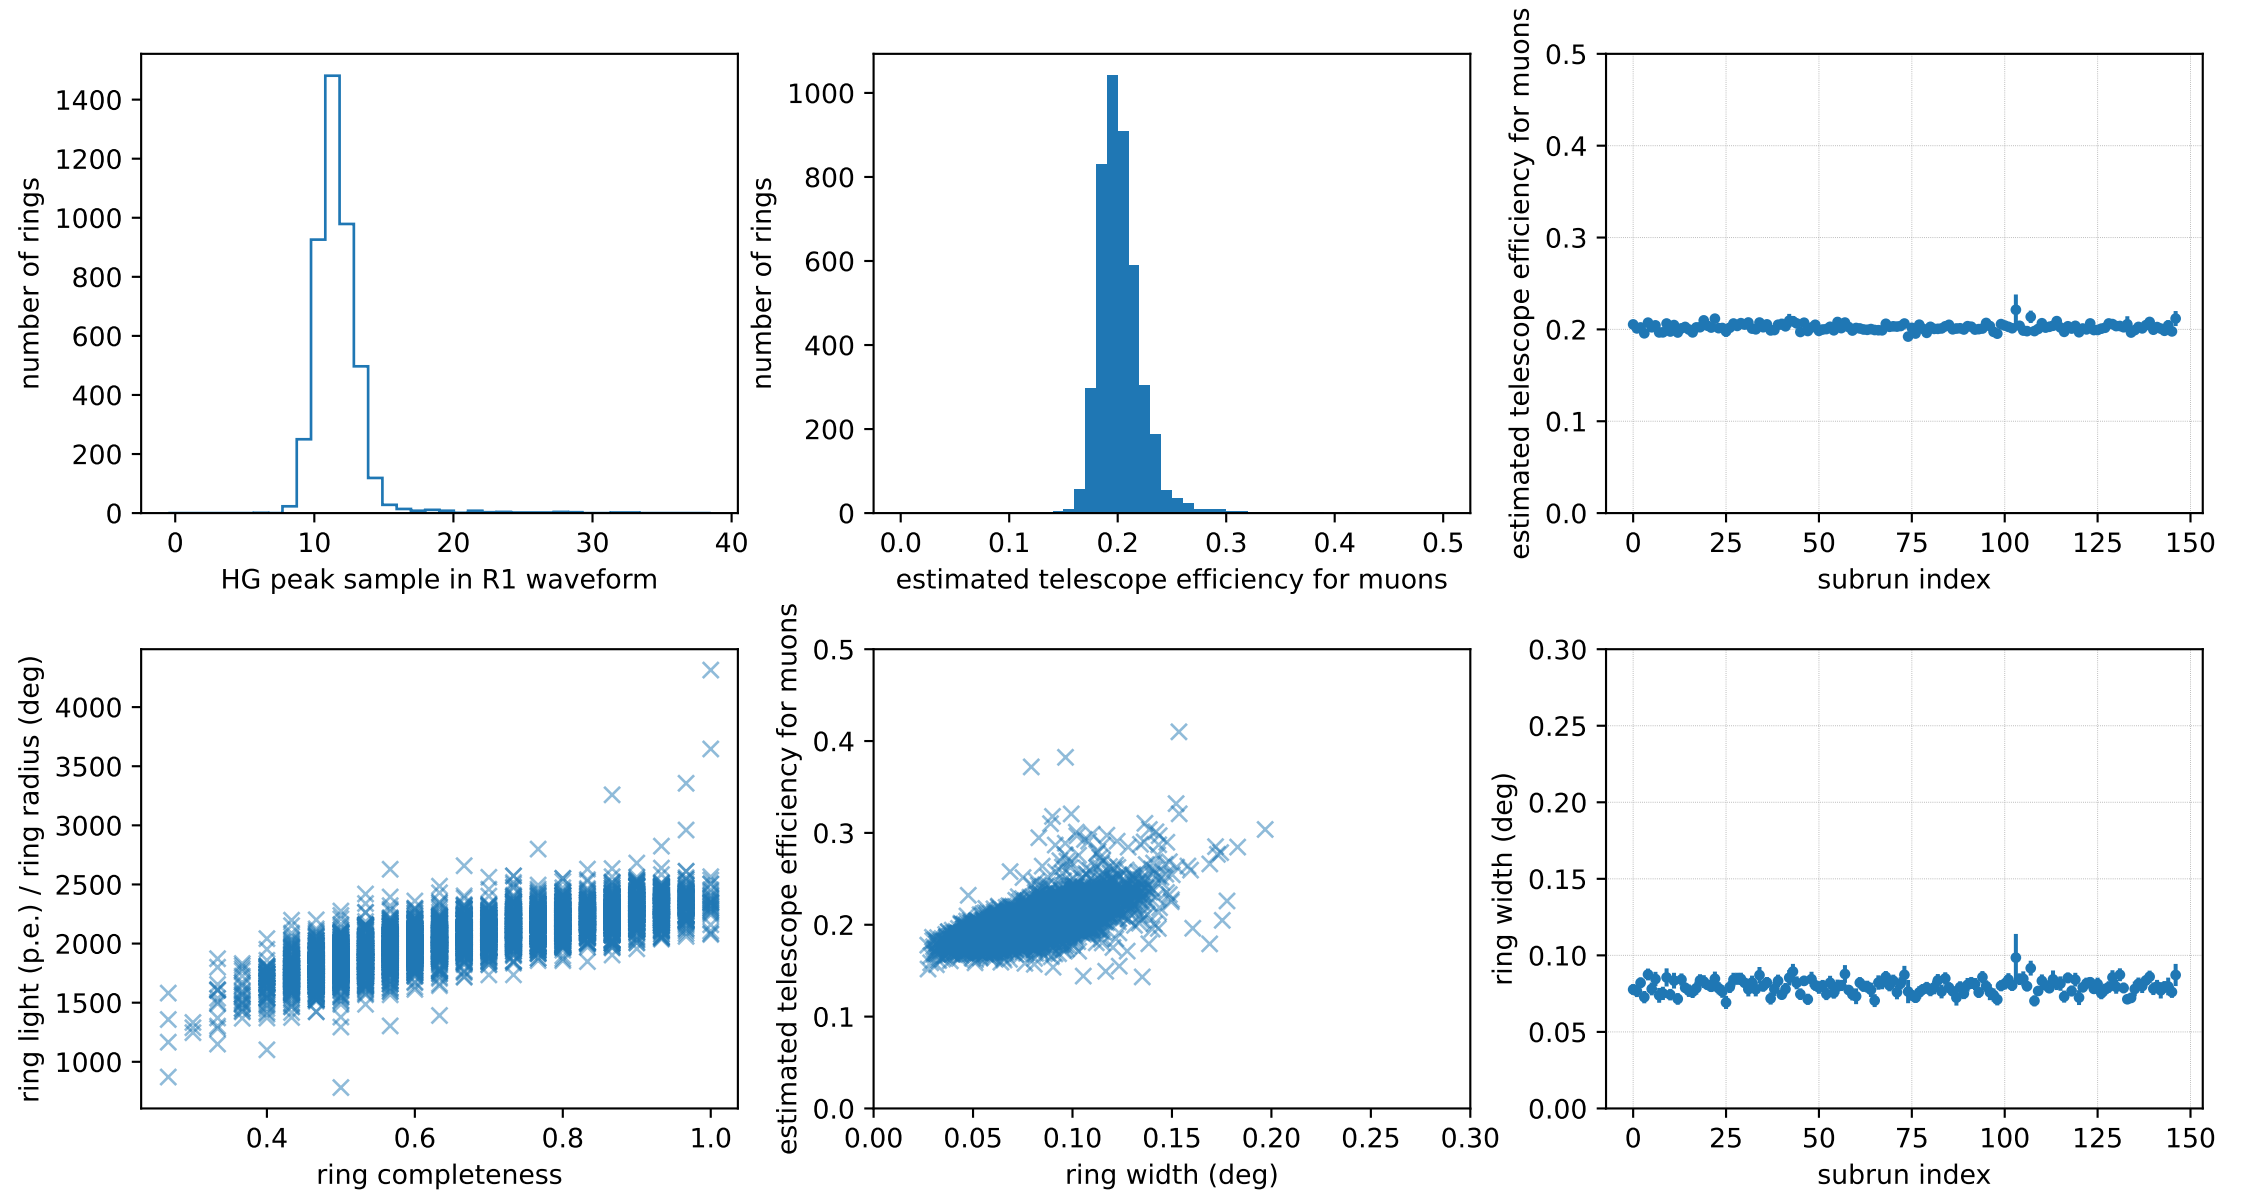 number of rings
1400
1200
1000
800
600
400
200
0
0 10 20 30 40
HG peak sample in R1 waveform
number of rings
1000
800
600
400
200
0
0.0 0.1 0.2 0.3 0.4 0.5
estimated telescope efficiency for muons
estimated telescope efficiency for muons
0.5
0.4
0.3
0.2
0.1
0.0
0 25 50 75 100 125 150
subrun index
ring light (p.e.) / ring radius (deg)
4000
3500
3000
2500
2000
1500
1000
0.4 0.6 0.8 1.0
ring completeness
estimated telescope efficiency for muons
0.5
0.4
0.3
0.2
0.1
0.0
0.00 0.05 0.10 0.15 0.20 0.25 0.30
ring width (deg)
ring width (deg)
0.30
0.25
0.20
0.15
0.10
0.05
0.00
0 25 50 75 100 125 150
subrun index